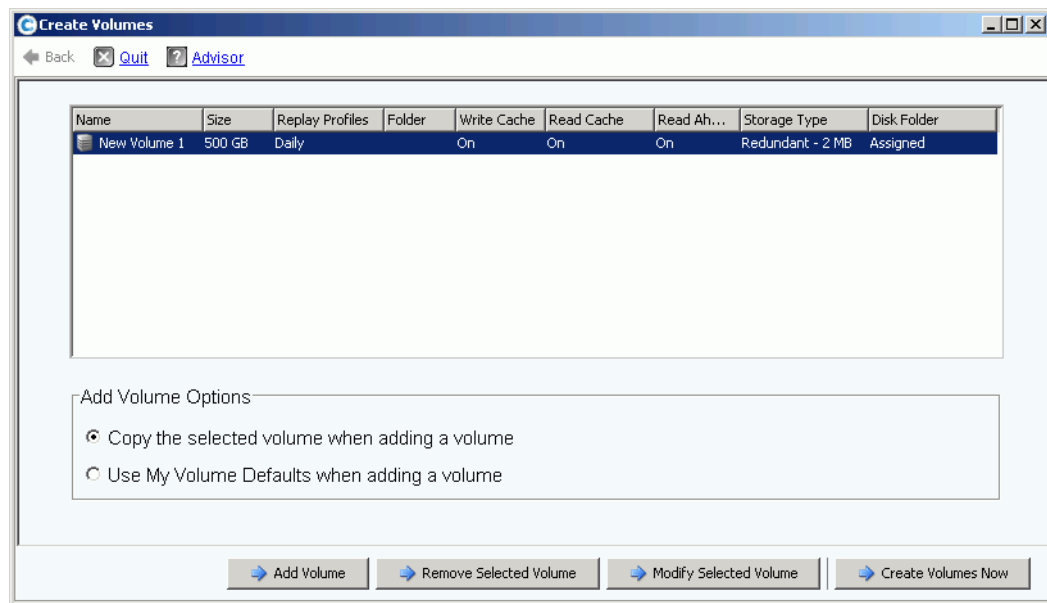 Create Volumes
Back Quit Advisor
Name Size Replay Profiles Folder Write Cache Read Cache Read Ah... Storage Type Disk Folder
New Volume 1 500 GB Daily On On On Redundant - 2 MB Assigned
Add Volume Options
Copy the selected volume when adding a volume
Use My Volume Defaults when adding a volume
Add Volume Remove Selected Volume Modify Selected Volume Create Volumes Now